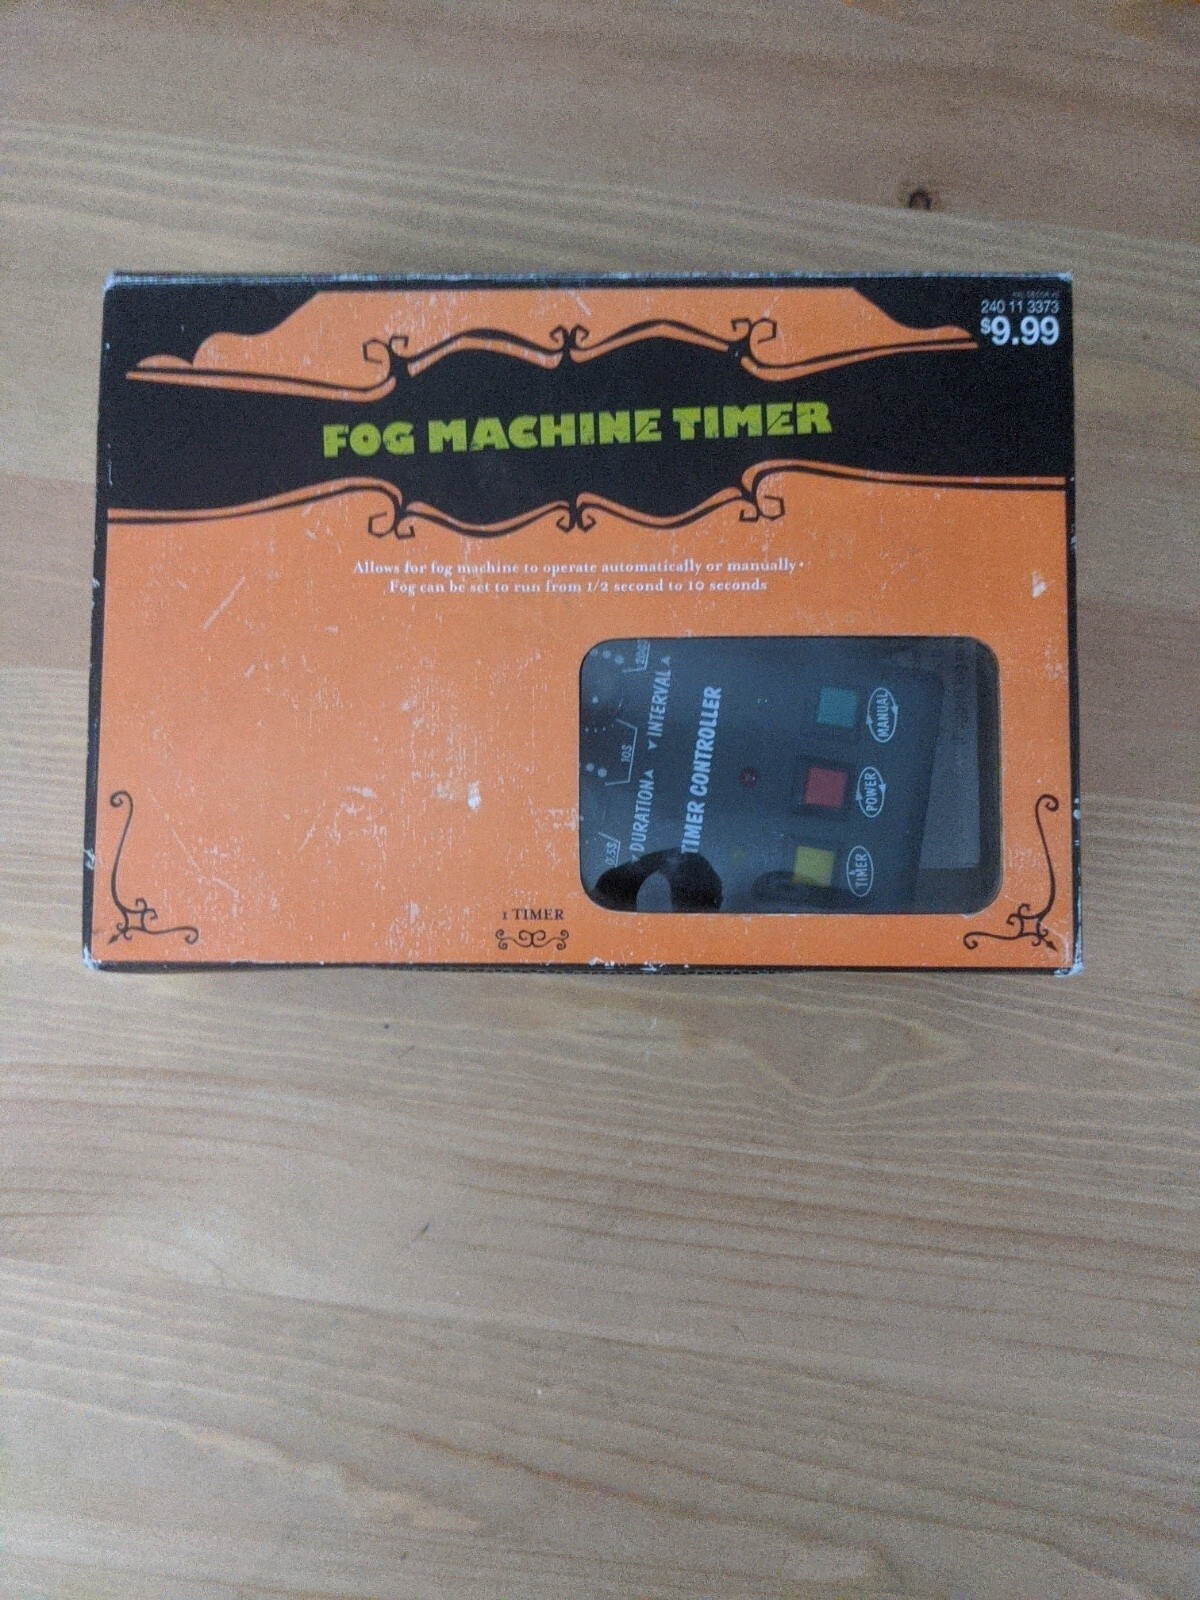 240 11 3373
$9.99
FOG MACHINE TIMER
Allows for fog machine to operate automatically or manually•
Fog can be set to run from 1/2 second to 10 seconds
0.5S
10S
DURATION
INTERVAL
TIMER CONTROLLER
MANUAL
POWER
TIMER
1 TIMER